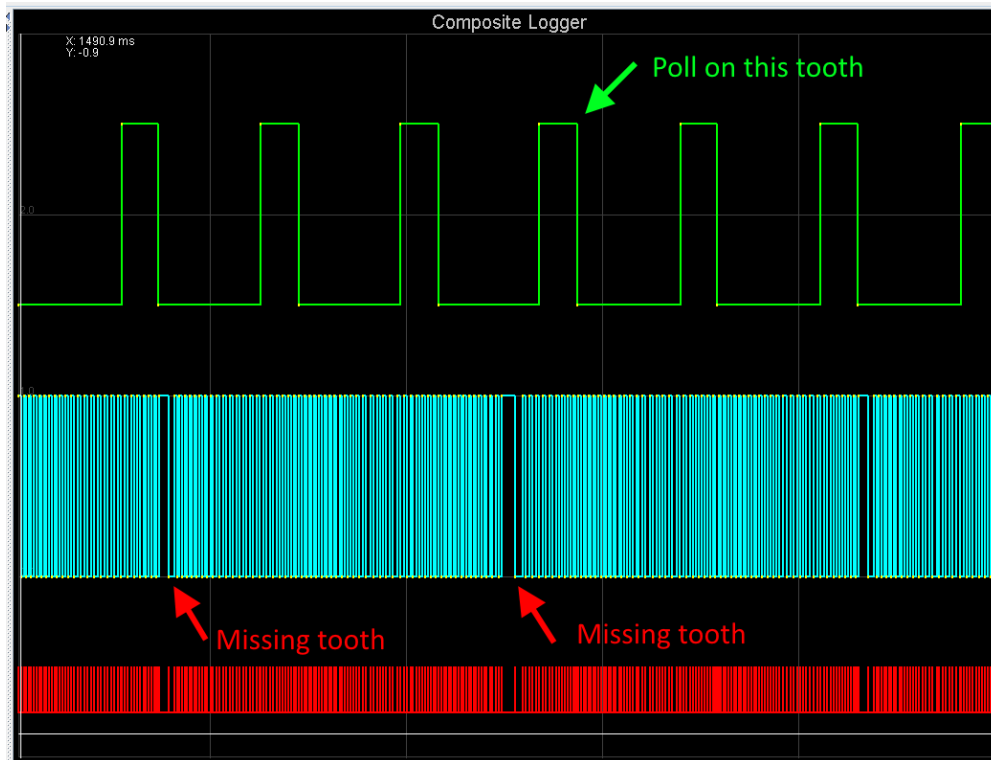 Composite Logger
X: 1490.9 ms
Y: -0.9
Poll on this tooth
2.0
1.0
Missing tooth
Missing tooth